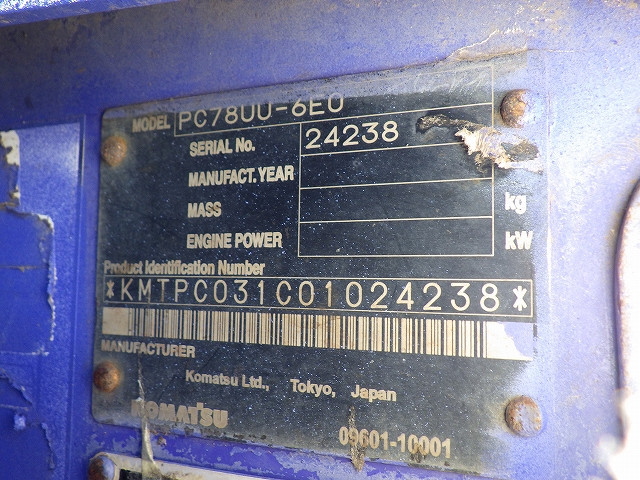 MODEL PC78UU-6E0
SERIAL No. 24238
MANUFACT. YEAR
MASS kg
ENGINE POWER kW
Product Identification Number
*KMTPC031C01024238*
MANUFACTURER
Komatsu Ltd., Tokyo, Japan
KOMATSU
09601-10001